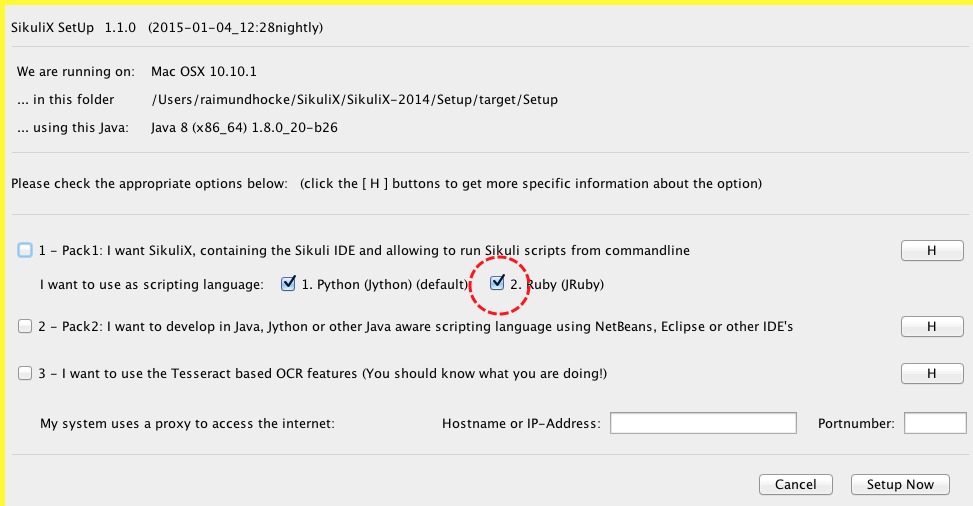 SikuliX SetUp 1.1.0 (2015-01-04_12:28nightly)
We are running on: Mac OSX 10.10.1
... in this folder /Users/raimundhocke/SikuliX/SikuliX-2014/Setup/target/Setup
... using this Java: Java 8 (x86_64) 1.8.0_20-b26
Please check the appropriate options below: (click the [ H ] buttons to get more specific information about the option)
1 - Pack1: I want SikuliX, containing the Sikuli IDE and allowing to run Sikuli scripts from commandline H
I want to use as scripting language: 1. Python (Jython) (default) 2. Ruby (JRuby)
2 - Pack2: I want to develop in Java, Jython or other Java aware scripting language using NetBeans, Eclipse or other IDE's H
3 - I want to use the Tesseract based OCR features (You should know what you are doing!) H
My system uses a proxy to access the internet: Hostname or IP-Address: Portnumber:
Cancel Setup Now